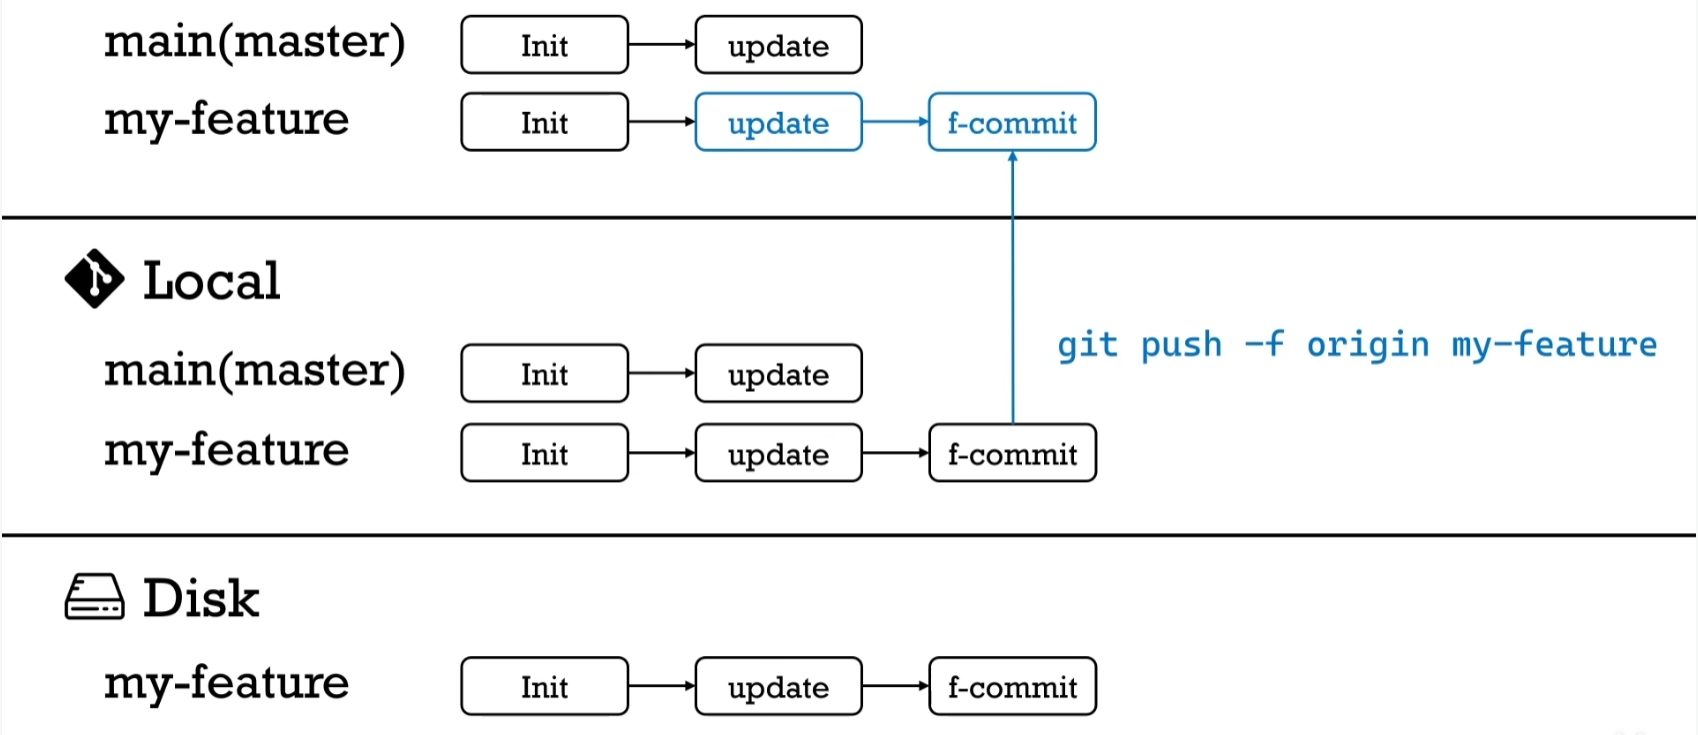 main(master) Init update
my-feature Init update f-commit
Local
git push -f origin my-feature
main(master) Init update
my-feature Init update f-commit
Disk
my-feature Init update f-commit